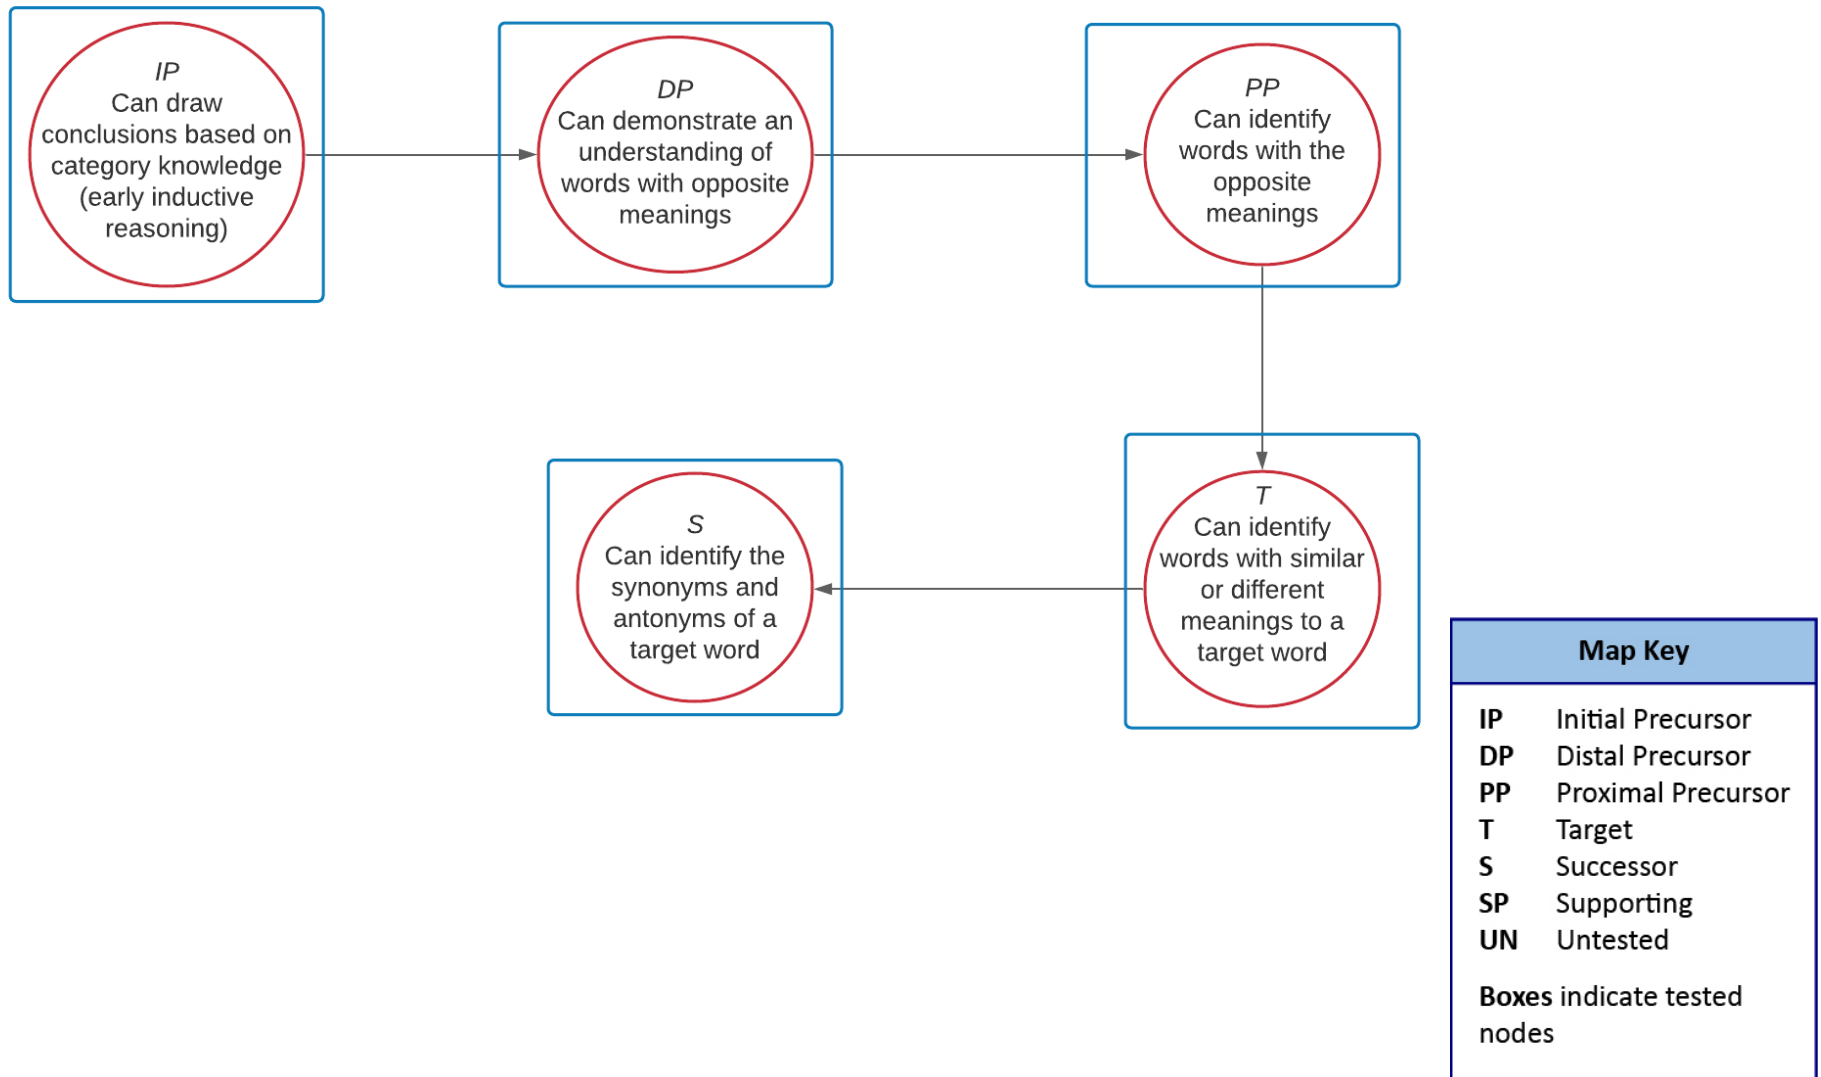 IP
Can draw
conclusions based on
category knowledge
(early inductive
reasoning)
DP
Can demonstrate an
understanding of
words with opposite
meanings
PP
Can identify
words with the
opposite
meanings
T
Can identify
words with similar
or different
meanings to a
target word
S
Can identify the
synonyms and
antonyms of a
target word
Map Key
IP Initial Precursor
DP Distal Precursor
PP Proximal Precursor
T Target
S Successor
SP Supporting
UN Untested
Boxes indicate tested
nodes